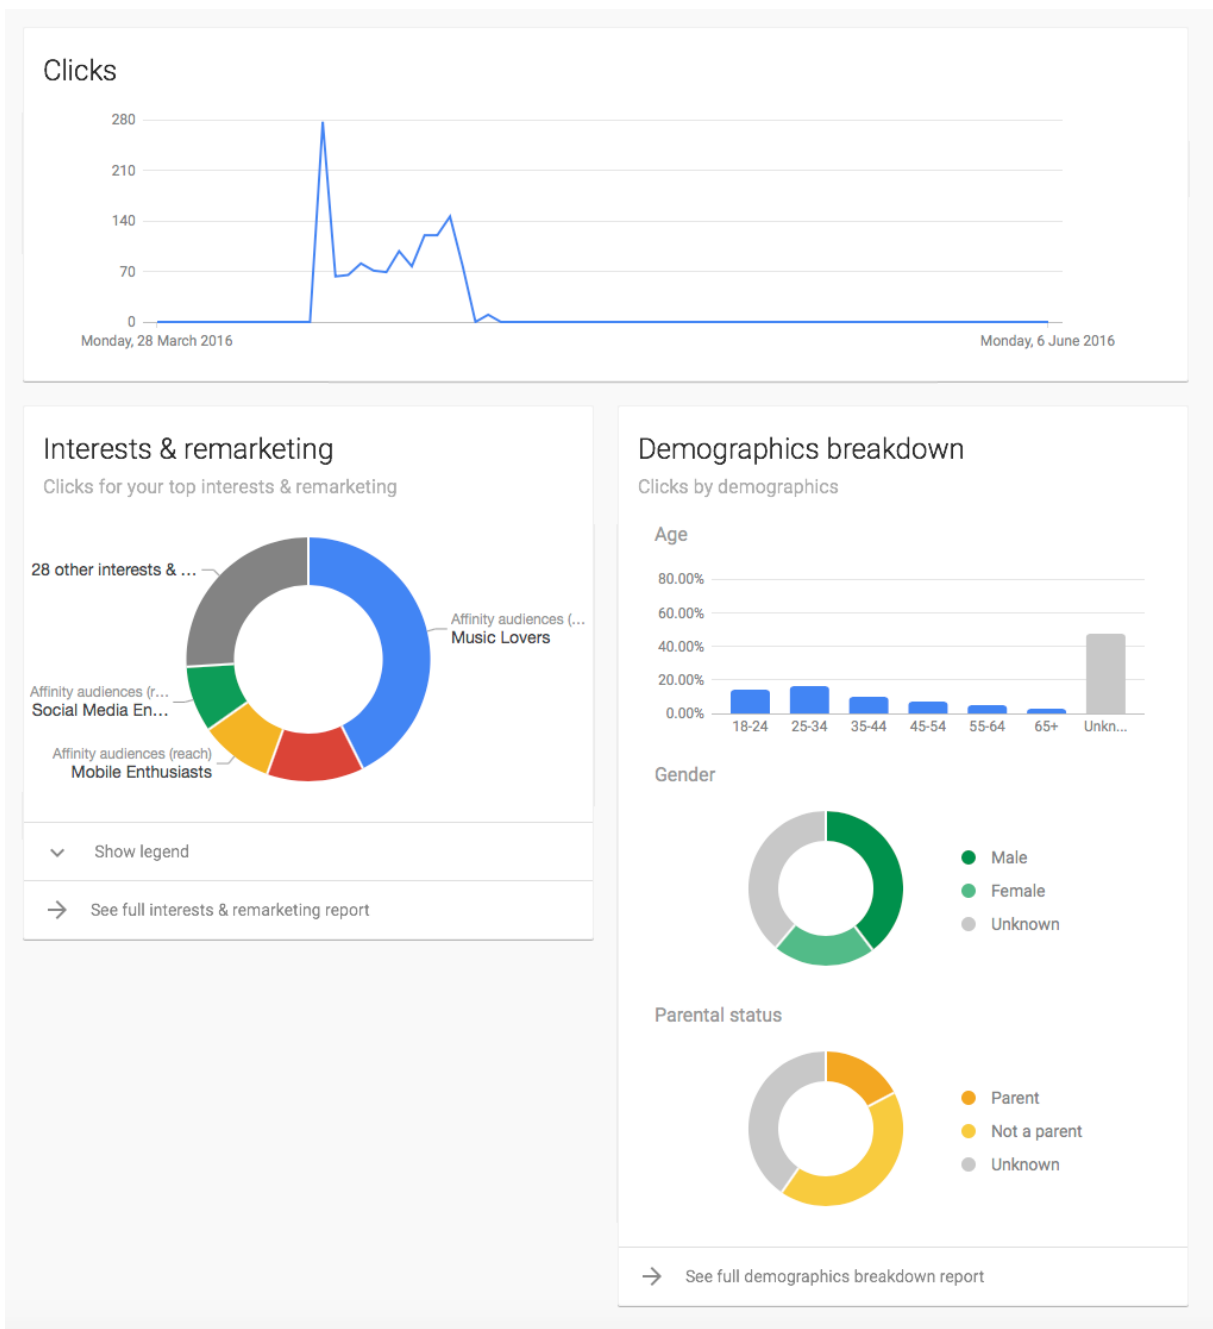 Clicks
280
210
140
70
0
Monday, 28 March 2016
Monday, 6 June 2016
Interests & remarketing
Clicks for your top interests & remarketing
28 other interests & ...
Affinity audiences (...
Music Lovers
Affinity audiences (r...
Social Media En...
Affinity audiences (reach)
Mobile Enthusiasts
Show legend
See full interests & remarketing report
Demographics breakdown
Clicks by demographics
Age
80.00%
60.00%
40.00%
20.00%
0.00%
18-24 25-34 35-44 45-54 55-64 65+ Unkn...
Gender
Male
Female
Unknown
Parental status
Parent
Not a parent
Unknown
See full demographics breakdown report